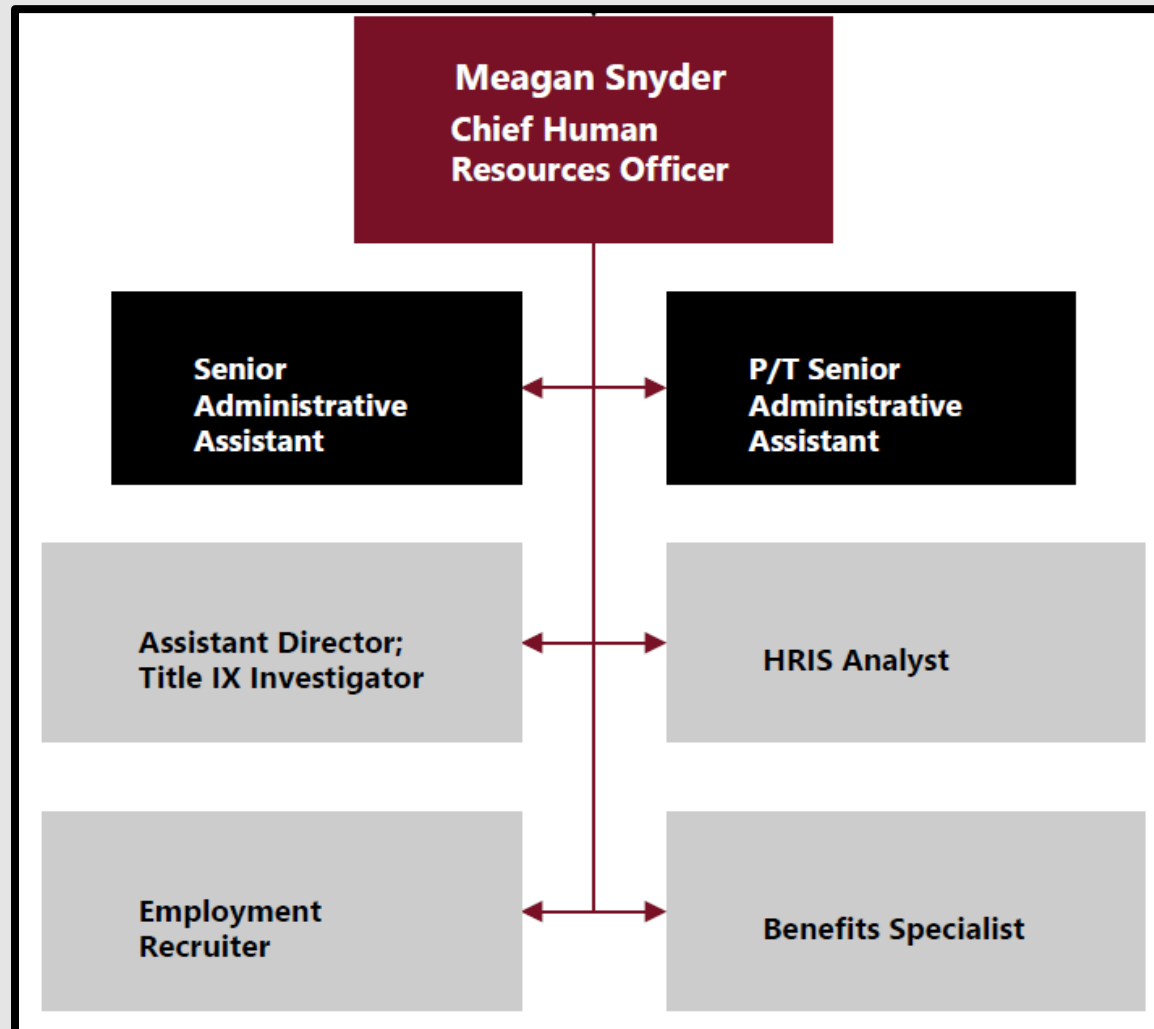 Meagan Snyder
Chief Human
Resources Officer
Senior
Administrative
Assistant
P/T Senior
Administrative
Assistant
Assistant Director;
Title IX Investigator
HRIS Analyst
Employment
Recruiter
Benefits Specialist